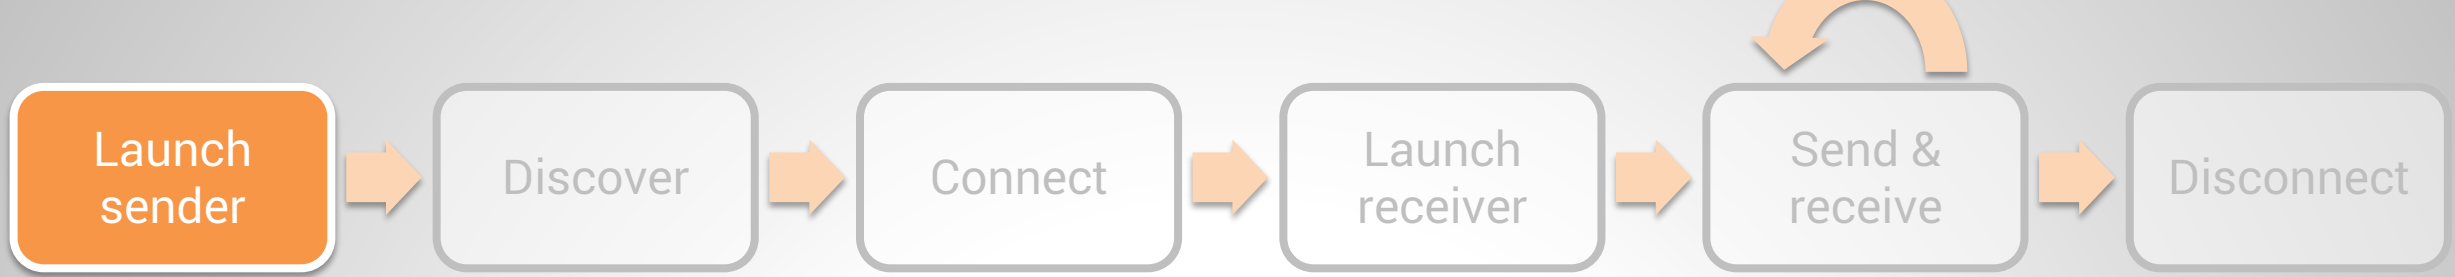 Launch
sender
Discover
Connect
Launch
receiver
Send &
receive
Disconnect